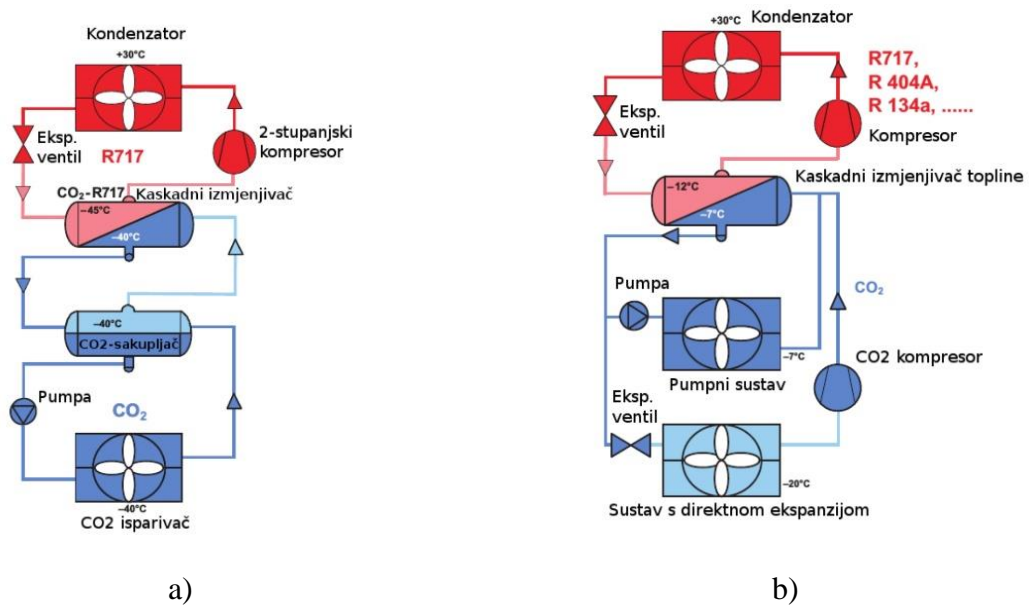 Kondenzator
+30°C
Eksp.
ventil
R717
2-stupanjski
kompresor
CO₂-R717
Kaskadni izmjenjivač
−45°C
−40°C
−40°C
CO2-sakupljač
Pumpa
CO₂
−40°C
CO2 isparivač
a)
Kondenzator
+30°C
R717,
R 404A,
R 134a, ......
Eksp.
ventil
Kompresor
Kaskadni izmjenjivač topline
−12°C
−7°C
Pumpa
CO₂
−7°C
Pumpni sustav
CO2 kompresor
Eksp.
ventil
−20°C
Sustav s direktnom ekspanzijom
b)